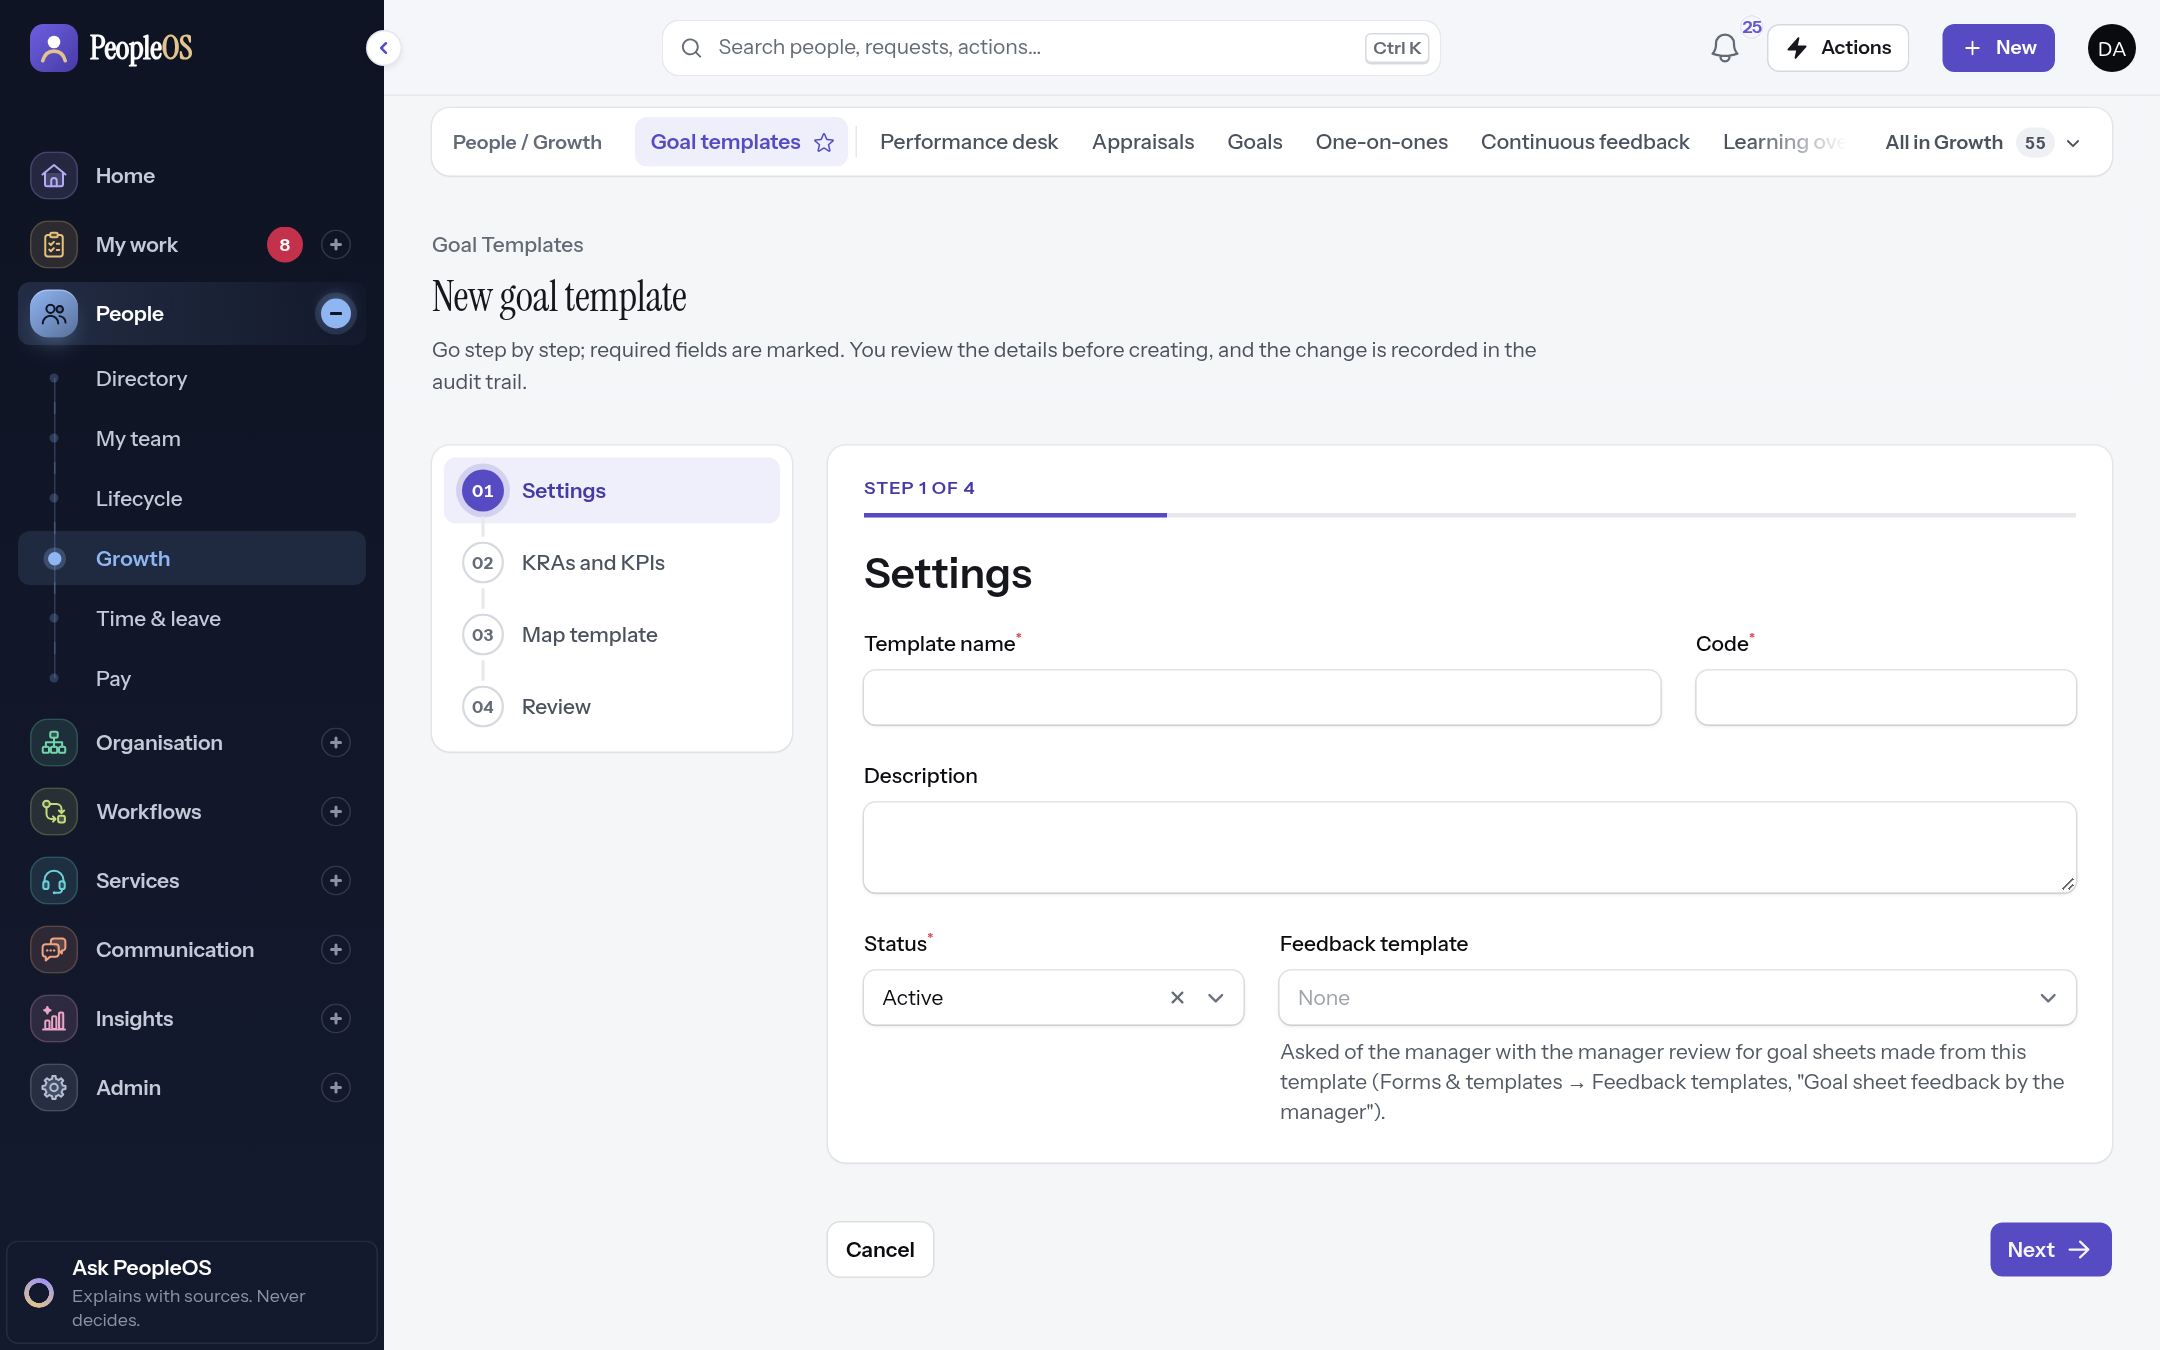 PeopleOS
Search people, requests, actions...
Ctrl K
25
Actions
New
DA
Home
My work
8
People
Directory
My team
Lifecycle
Growth
Time & leave
Pay
Organisation
Workflows
Services
Communication
Insights
Admin
Ask PeopleOS
Explains with sources. Never
decides.
People / Growth
Goal templates
Performance desk
Appraisals
Goals
One-on-ones
Continuous feedback
Learning ove
All in Growth
55
Goal Templates
New goal template
Go step by step; required fields are marked. You review the details before creating, and the change is recorded in the
audit trail.
01 Settings
02 KRAs and KPIs
03 Map template
04 Review
STEP 1 OF 4
Settings
Template name*
Code*
Description
Status*
Feedback template
Active
None
Asked of the manager with the manager review for goal sheets made from this
template (Forms & templates → Feedback templates, "Goal sheet feedback by the
manager").
Cancel
Next